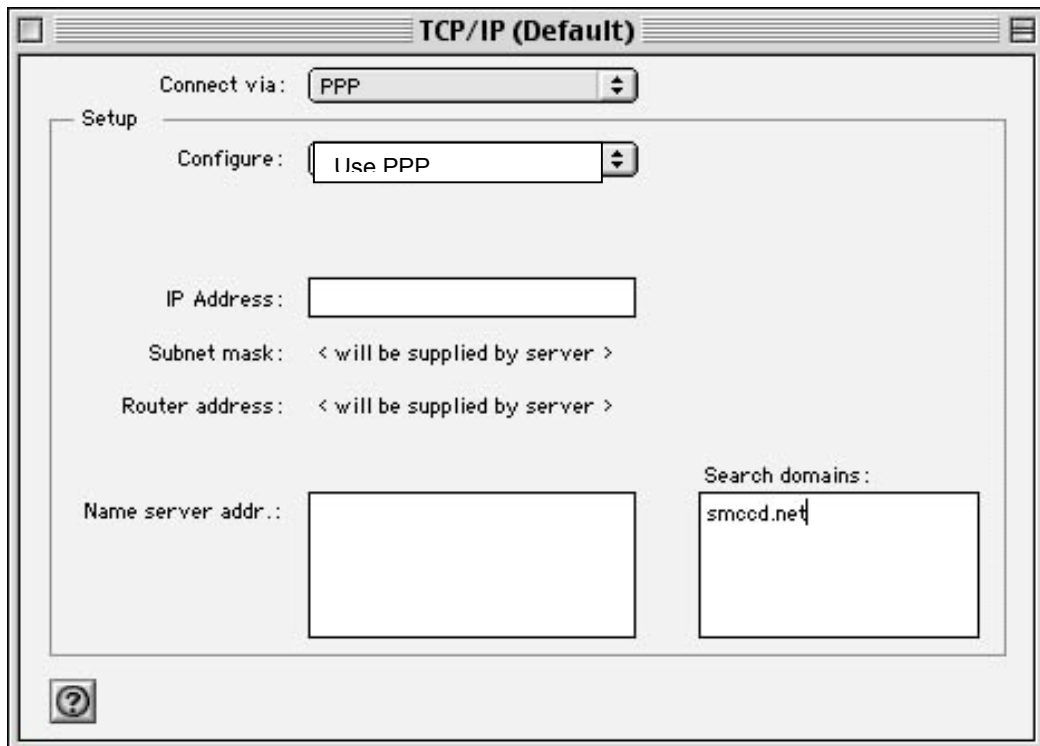 TCP/IP (Default)
Connect via: PPP
Setup
Configure: Use PPP
IP Address:
Subnet mask: < will be supplied by server >
Router address: < will be supplied by server >
Search domains:
Name server addr.: smccd.net
?